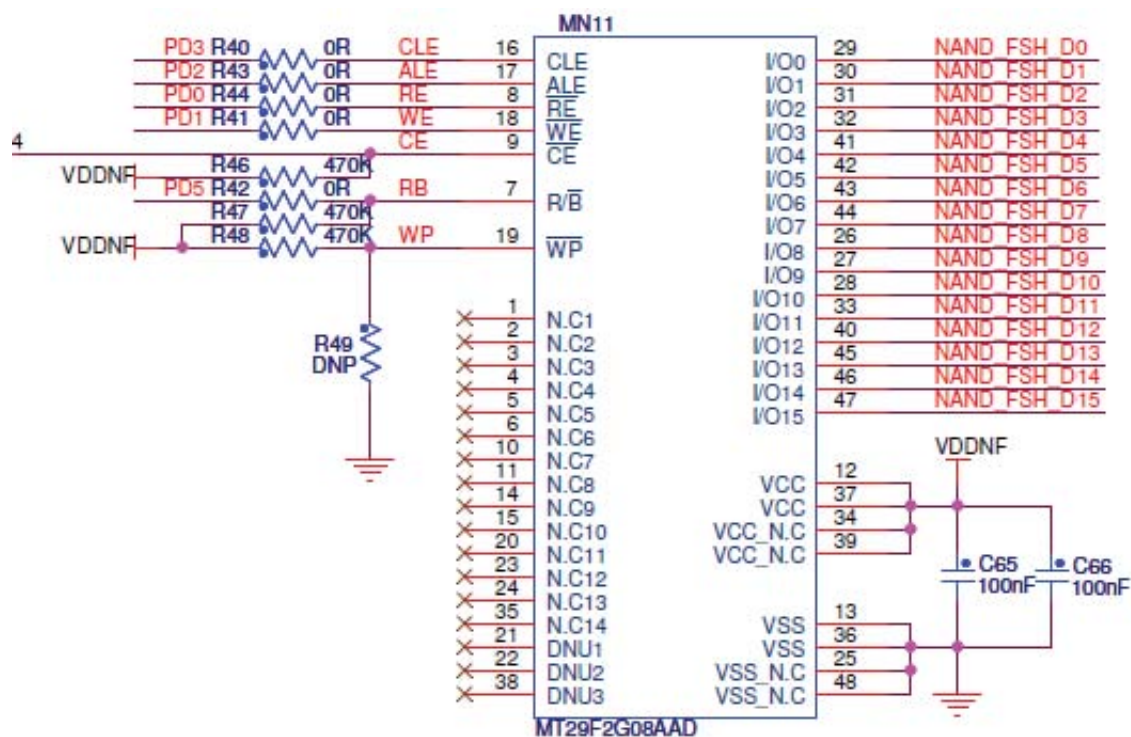 MN11
PD3 R40 0R CLE 16 CLE
PD2 R43 0R ALE 17 ALE
PD0 R44 0R RE 8 RE
PD1 R41 0R WE 18 WE
4 CE 9 CE
VDDNF R46 470K
PD5 R42 0R RB 7 R/B
R47 470K
VDDNF R48 470K WP 19 WP
R49
DNP
1 N.C1
2 N.C2
3 N.C3
4 N.C4
5 N.C5
6 N.C6
10 N.C7
11 N.C8
14 N.C9
15 N.C10
20 N.C11
23 N.C12
24 N.C13
35 N.C14
21 DNU1
22 DNU2
38 DNU3
I/O0 29 NAND_FSH_D0
I/O1 30 NAND_FSH_D1
I/O2 31 NAND_FSH_D2
I/O3 32 NAND_FSH_D3
I/O4 41 NAND_FSH_D4
I/O5 42 NAND_FSH_D5
I/O6 43 NAND_FSH_D6
I/O7 44 NAND_FSH_D7
I/O8 26 NAND_FSH_D8
I/O9 27 NAND_FSH_D9
I/O10 28 NAND_FSH_D10
I/O11 33 NAND_FSH_D11
I/O12 40 NAND_FSH_D12
I/O13 45 NAND_FSH_D13
I/O14 46 NAND_FSH_D14
I/O15 47 NAND_FSH_D15
VDDNF
VCC 12
VCC 37
VCC_N.C 34
VCC_N.C 39
C65
100nF
C66
100nF
VSS 13
VSS 36
VSS_N.C 25
VSS_N.C 48
MT29F2G08AAD